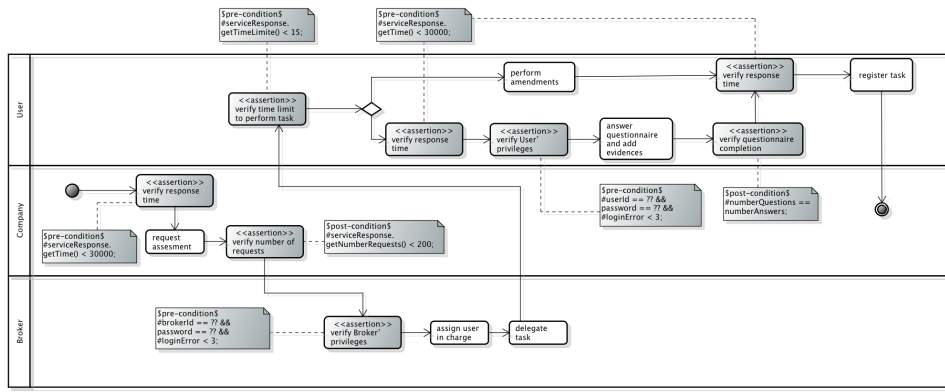 $pre-condition$
#serviceResponse.
getTimeLimite() < 15;
$pre-condition$
#serviceResponse.
getTime() < 30000;
User
<<assertion>>
verify time limit
to perform task
perform
amendments
<<assertion>>
verify response
time
register task
<<assertion>>
verify response
time
<<assertion>>
verify User'
privileges
answer
questionnaire
and add
evidences
<<assertion>>
verify questionnaire
completion
Company
<<assertion>>
verify response
time
$pre-condition$
#serviceResponse.
getTime() < 30000;
request
assesment
<<assertion>>
verify number of
requests
$post-condition$
#serviceResponse.
getNumberRequests() < 200;
$pre-condition$
#userId == ?? &&
password == ?? &&
#loginError < 3;
$post-condition$
#numberQuestions ==
numberAnswers;
Broker
$pre-condition$
#brokerId == ?? &&
password == ?? &&
#loginError < 3;
<<assertion>>
verify Broker'
privileges
assign user
in charge
delegate
task